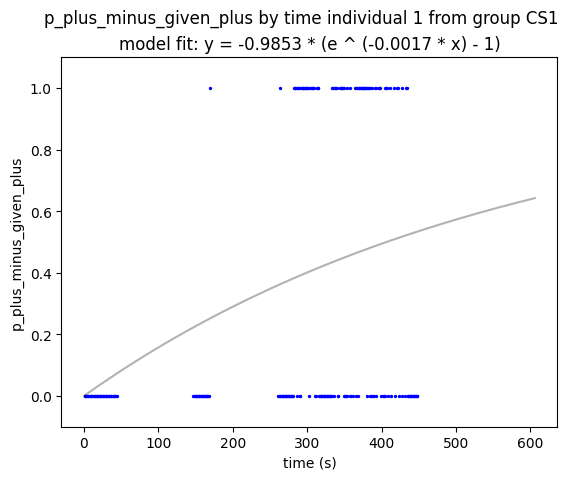 p_plus_minus_given_plus by time individual 1 from group CS1
model fit: y = -0.9853 * (e ^ (-0.0017 * x) - 1)
1.0
0.8
0.6
0.4
0.2
0.0
p_plus_minus_given_plus
0 100 200 300 400 500 600
time (s)